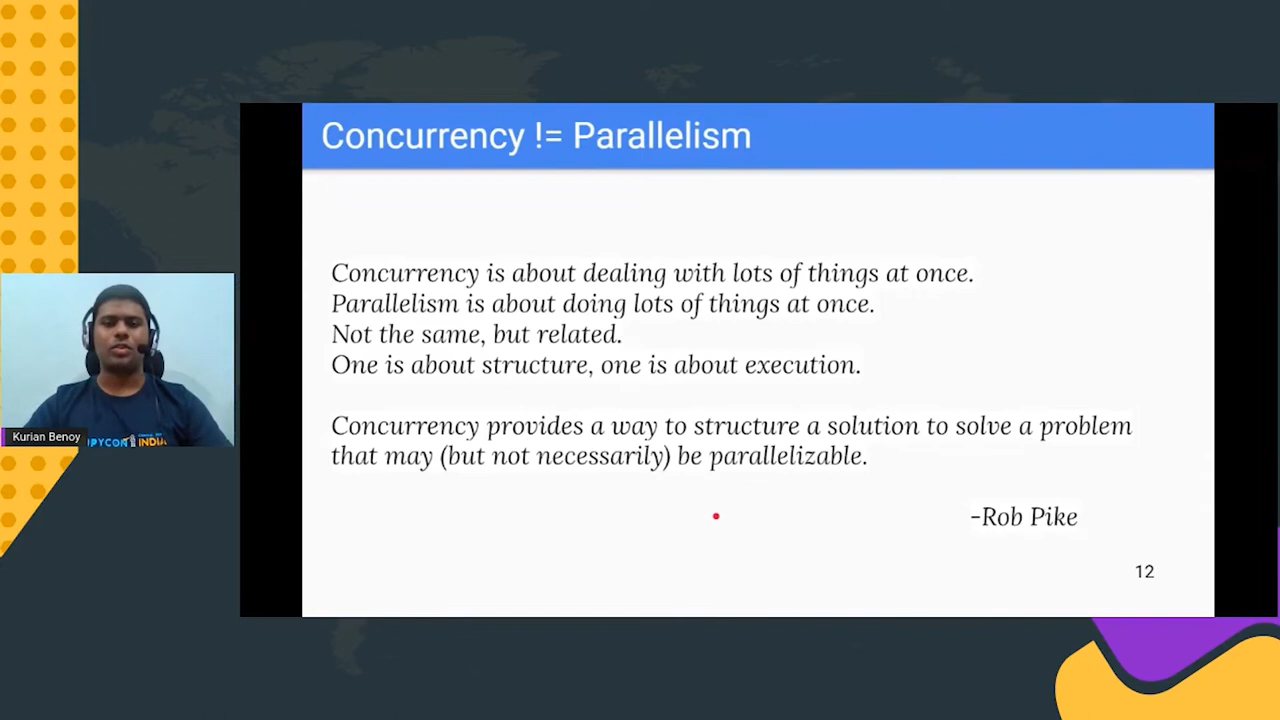 Concurrency != Parallelism
Concurrency is about dealing with lots of things at once.
Parallelism is about doing lots of things at once.
Not the same, but related.
One is about structure, one is about execution.
Concurrency provides a way to structure a solution to solve a problem
that may (but not necessarily) be parallelizable.
-Rob Pike
12
Kurian Benoy
PYCON INDIA